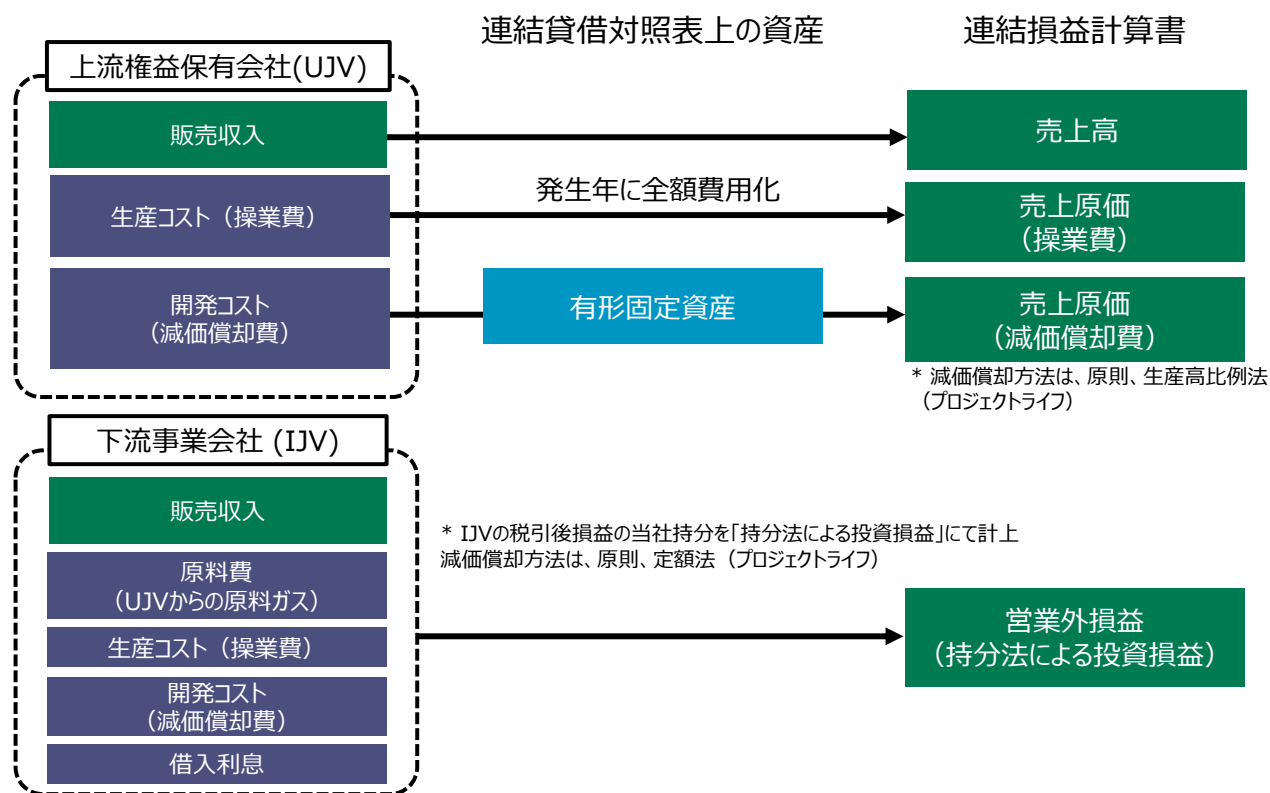 連結貸借対照表上の資産
連結損益計算書
上流権益保有会社(UJV)
販売収入
売上高
生産コスト（操業費）
発生年に全額費用化
売上原価
（操業費）
開発コスト
（減価償却費）
有形固定資産
売上原価
（減価償却費）
* 減価償却方法は、原則、生産高比例法
（プロジェクトライフ）
下流事業会社 (IJV)
販売収入
* IJVの税引後損益の当社持分を「持分法による投資損益」にて計上
減価償却方法は、原則、定額法（プロジェクトライフ）
原料費
（UJVからの原料ガス）
生産コスト（操業費）
営業外損益
（持分法による投資損益）
開発コスト
（減価償却費）
借入利息